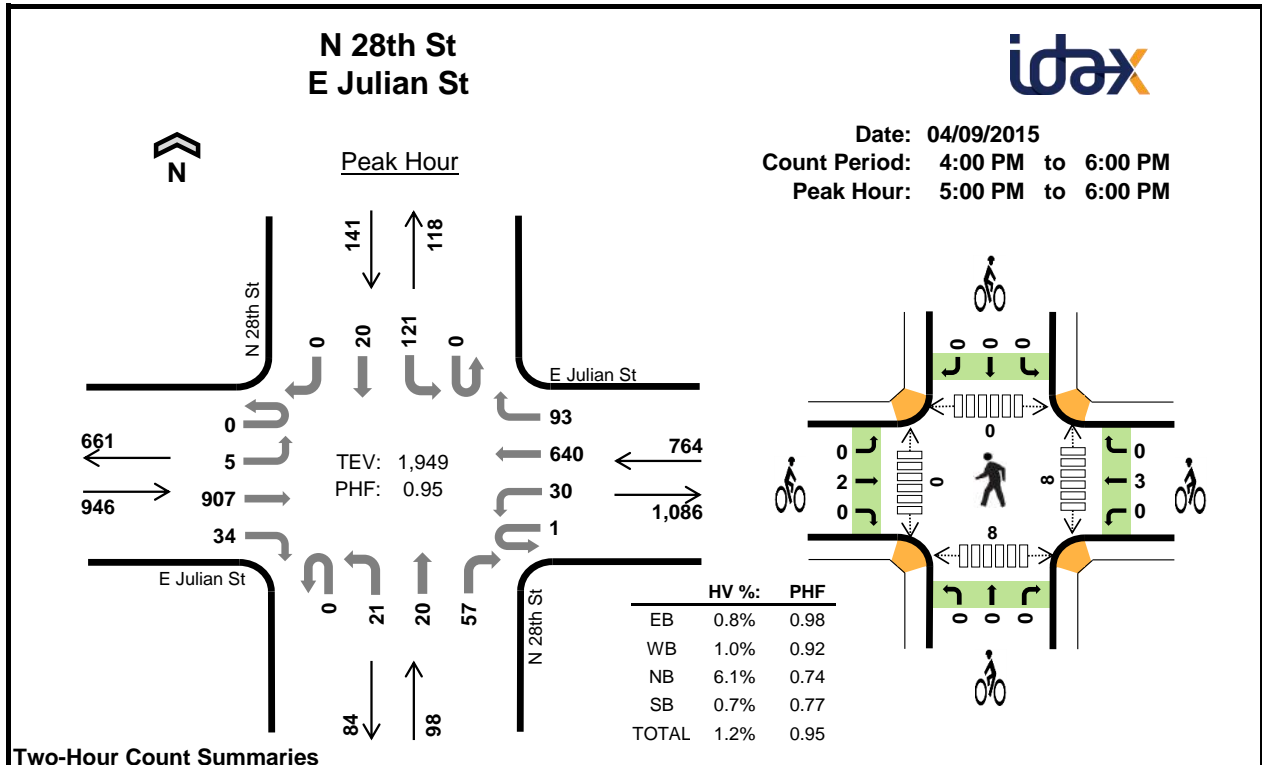 N 28th St
E Julian St
idax
Date: 04/09/2015
Count Period: 4:00 PM to 6:00 PM
Peak Hour: 5:00 PM to 6:00 PM
N
Peak Hour
141
118
N 28th St
0
20
121
0
E Julian St
0
5
907
34
661
946
TEV: 1,949
PHF: 0.95
93
640
30
1
764
1,086
E Julian St
0
21
20
57
N 28th St
84
98
0 0 0
0
0
2
0
0
8
0
3
0
8
0 0 0
HV %: PHF
EB 0.8% 0.98
WB 1.0% 0.92
NB 6.1% 0.74
SB 0.7% 0.77
TOTAL 1.2% 0.95
Two-Hour Count Summaries